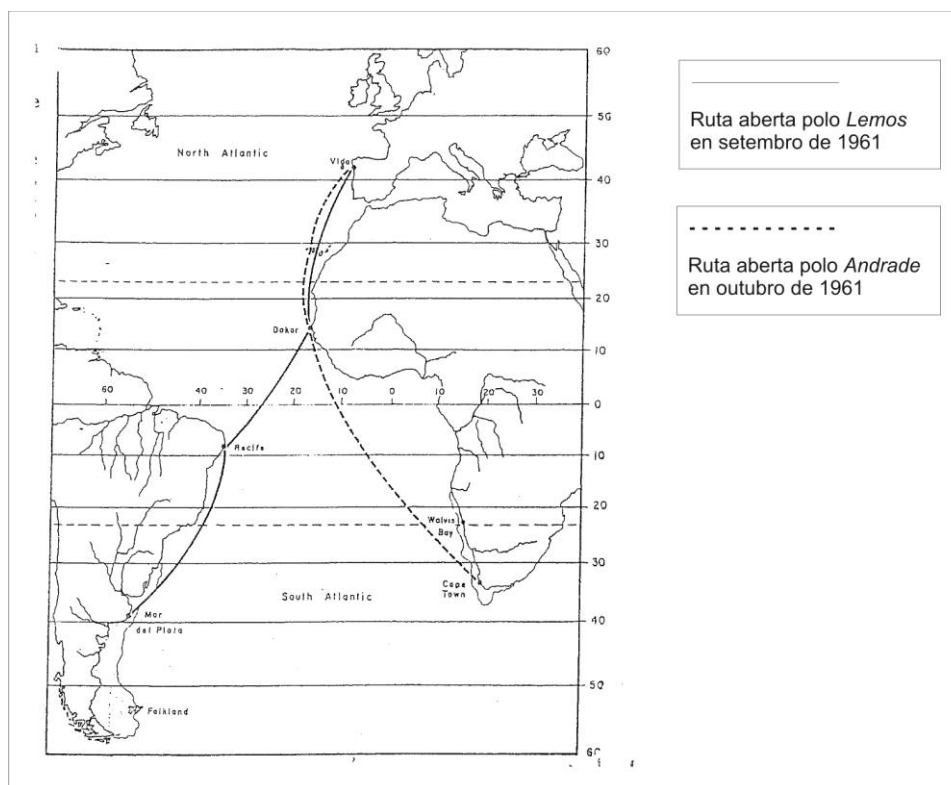 60
50
North Atlantic
Vigo
40
30
20
Dakar
10
60
40
30
20
10
0
10
20
30
0
Recife
10
20
Walvis
Bay
30
Cape
Town
South Atlantic
Mar
del Plata
40
50
Falkland
60
Ruta aberta polo Lemos
en setembro de 1961
Ruta aberta polo Andrade
en outubro de 1961